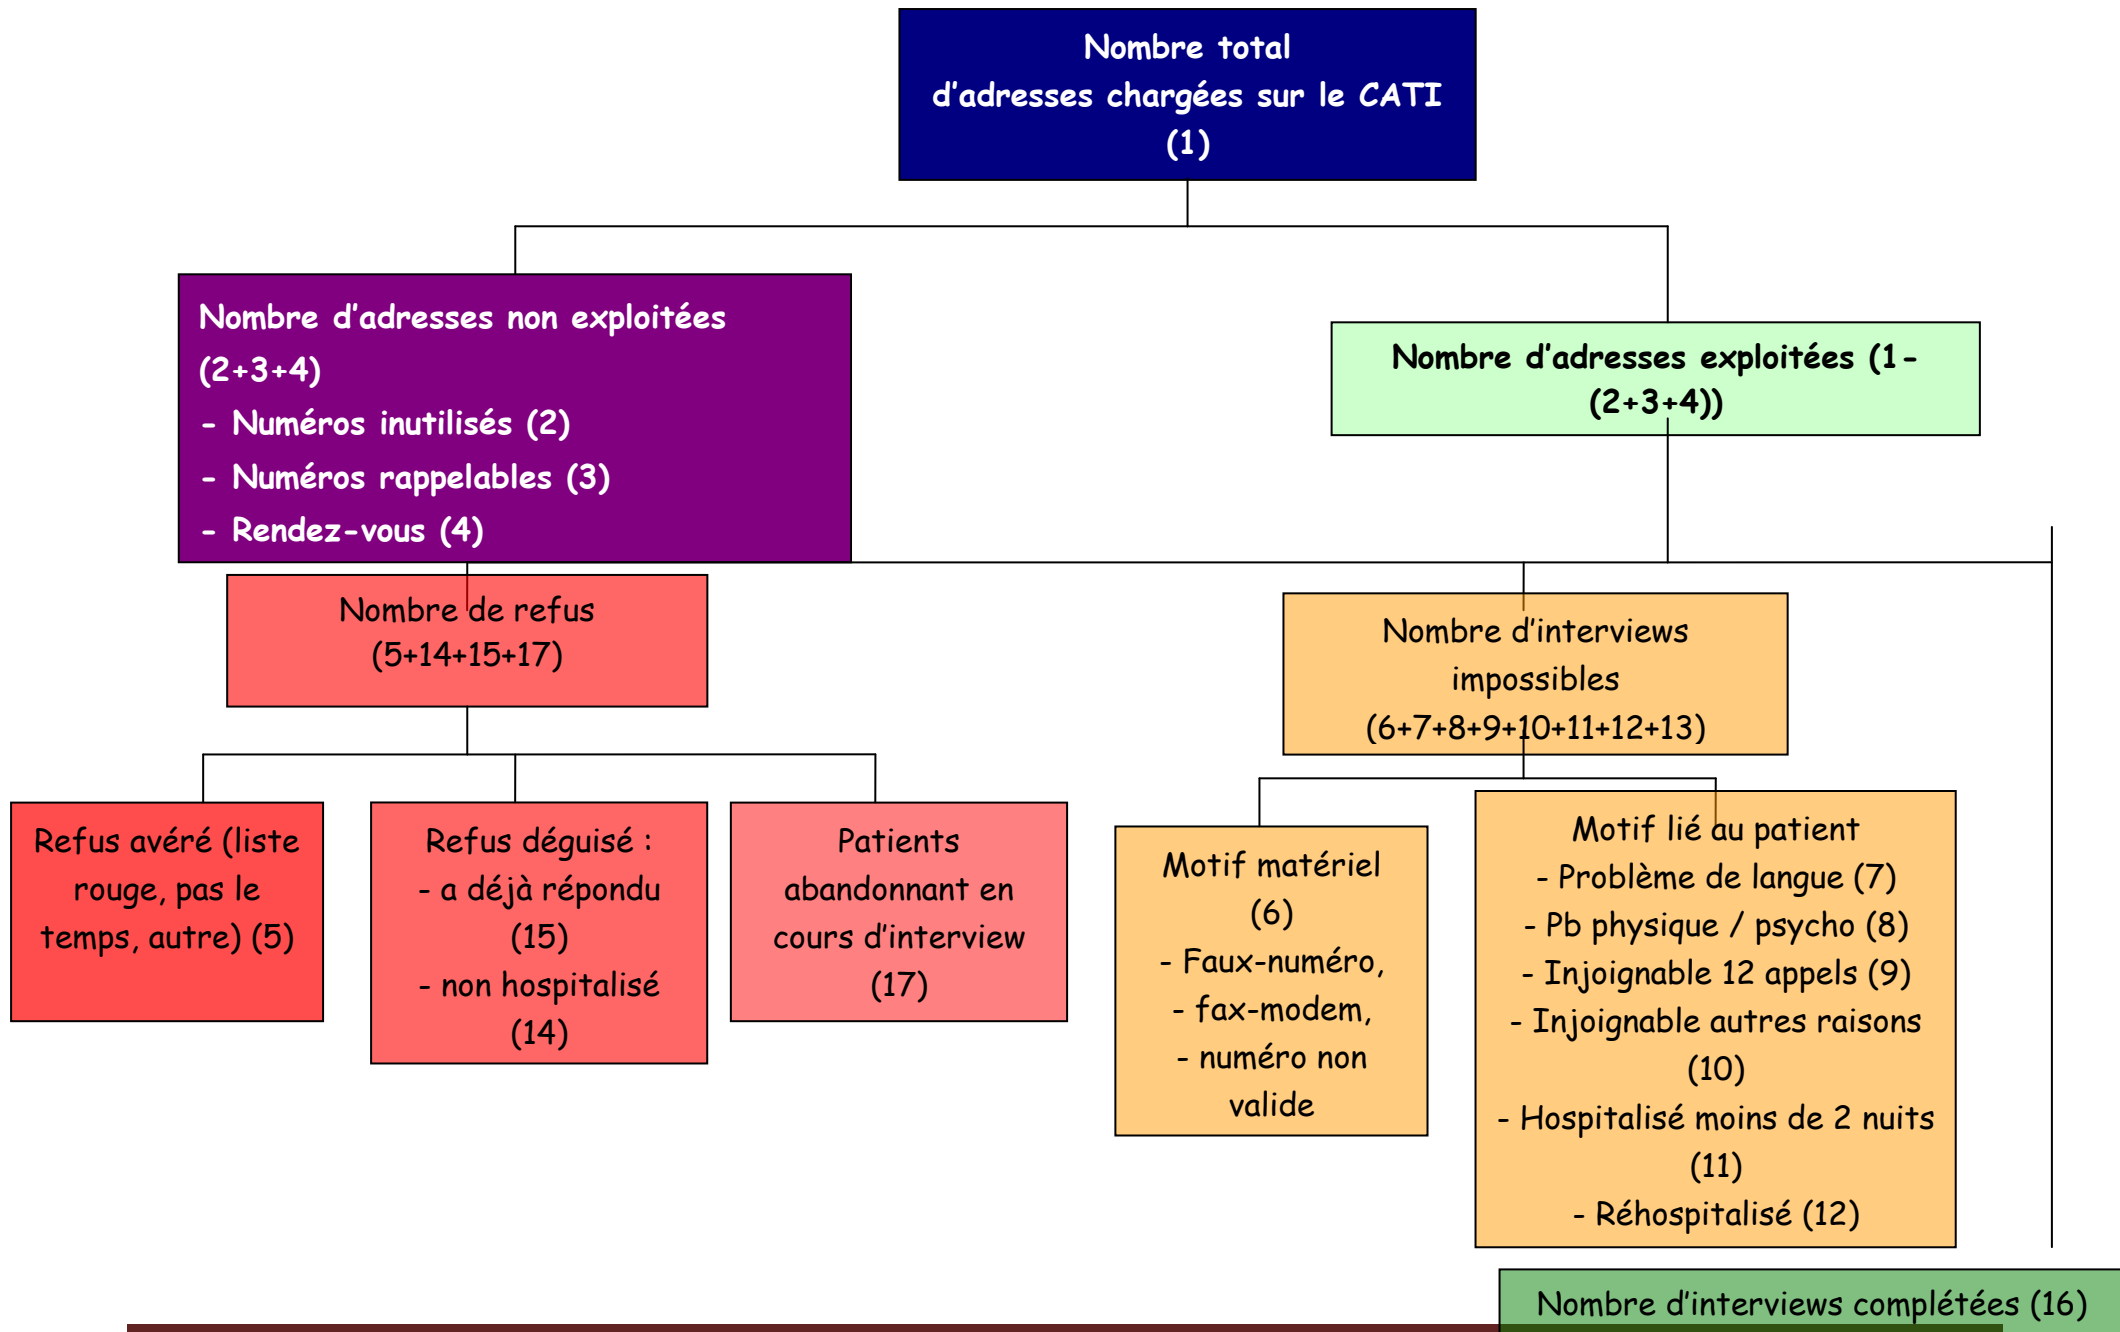 Nombre total
d'adresses chargées sur le CATI
(1)
Nombre d'adresses non exploitées
(2+3+4)
- Numéros inutilisés (2)
- Numéros rappelables (3)
- Rendez-vous (4)
Nombre d'adresses exploitées (1-
(2+3+4))
Nombre de refus
(5+14+15+17)
Nombre d'interviews
impossibles
(6+7+8+9+10+11+12+13)
Refus avéré (liste
rouge, pas le
temps, autre) (5)
Refus déguisé :
- a déjà répondu
(15)
- non hospitalisé
(14)
Patients
abandonnant en
cours d'interview
(17)
Motif matériel
(6)
- Faux-numéro,
- fax-modem,
- numéro non
valide
Motif lié au patient
- Problème de langue (7)
- Pb physique / psycho (8)
- Injoignable 12 appels (9)
- Injoignable autres raisons
(10)
- Hospitalisé moins de 2 nuits
(11)
- Réhospitalisé (12)
Nombre d'interviews complétées (16)